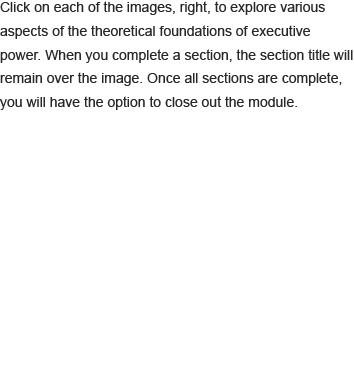 Click on each of the images, right, to explore various
aspects of the theoretical foundations of executive
power. When you complete a section, the section title will
remain over the image. Once all sections are complete,
you will have the option to close out the module.